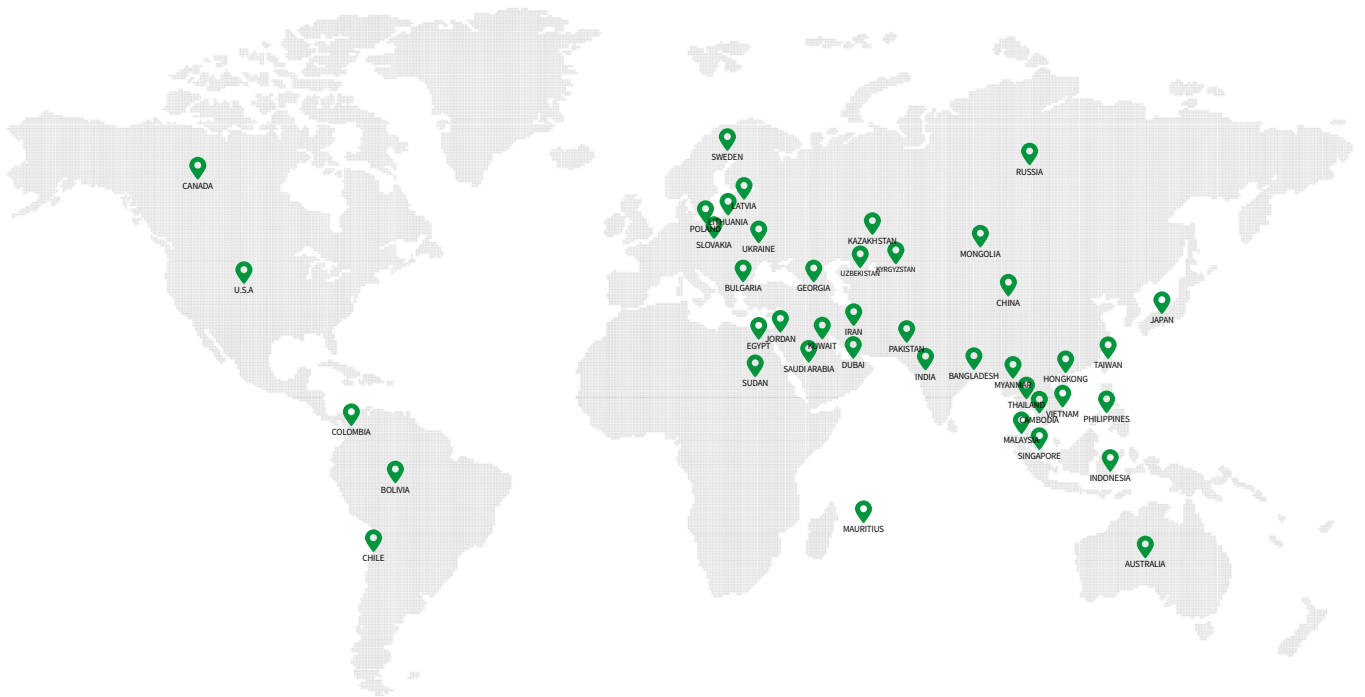 SWEDEN
RUSSIA
CANADA
LATVIA
LITHUANIA
POLAND
SLOVAKIA
UKRAINE
KAZAKHSTAN
MONGOLIA
UZBEKISTAN
KYRGYZSTAN
U.S.A
BULGARIA
GEORGIA
CHINA
JAPAN
IRAN
JORDAN
EGYPT
KUWAIT
PAKISTAN
SAUDI ARABIA
DUBAI
TAIWAN
SUDAN
INDIA
BANGLADESH
HONGKONG
MYANMAR
THAILAND
VIETNAM
CAMBODIA
PHILIPPINES
COLOMBIA
MALAYSIA
SINGAPORE
INDONESIA
BOLIVIA
MAURITIUS
CHILE
AUSTRALIA